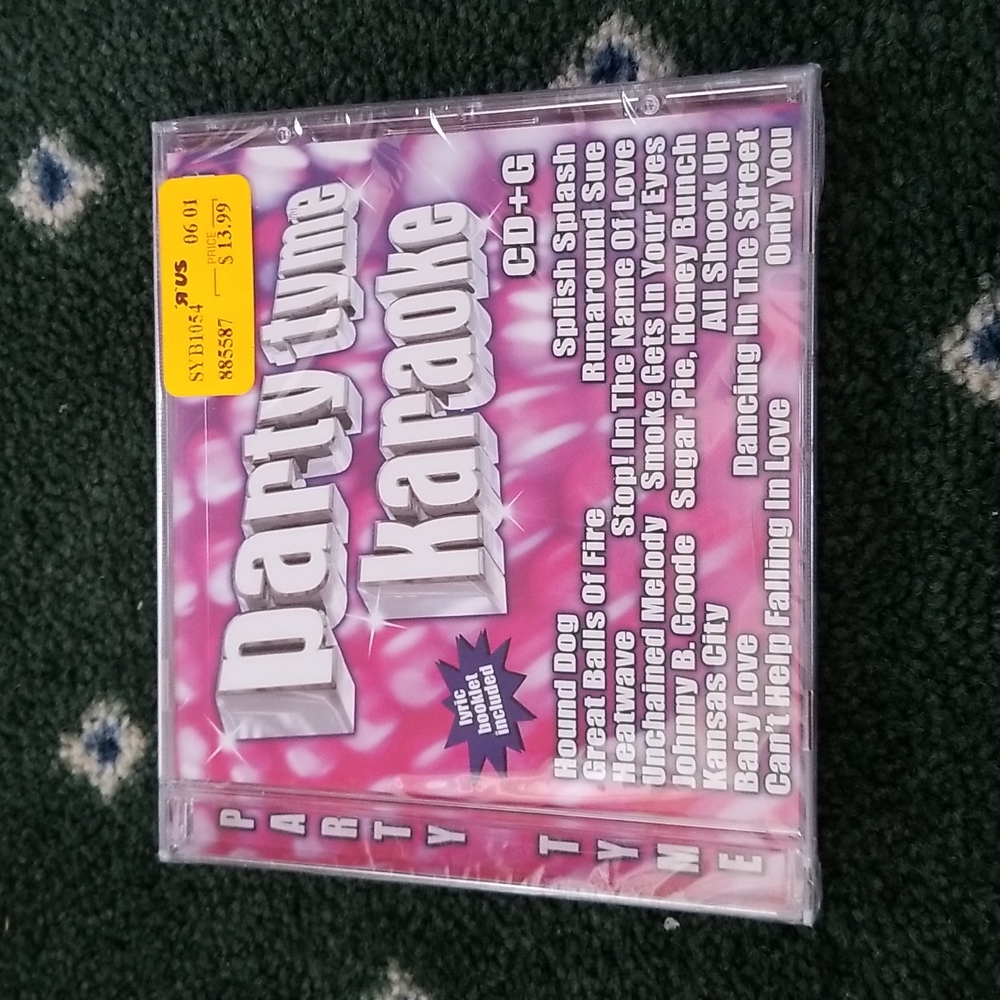 "R"US
SYB1054 06 01
PRICE
885587 $ 13.99
party tyme
karaoke
CD+G
lyric
booklet
included
Hound Dog Splish Splash
Great Balls Of Fire Runaround Sue
Heatwave Stop! In The Name Of Love
Unchained Melody Smoke Gets In Your Eyes
Johnny B. Goode Sugar Pie, Honey Bunch
Kansas City All Shook Up
Baby Love Dancing In The Street
Can't Help Falling In Love Only You
PARTY TYME